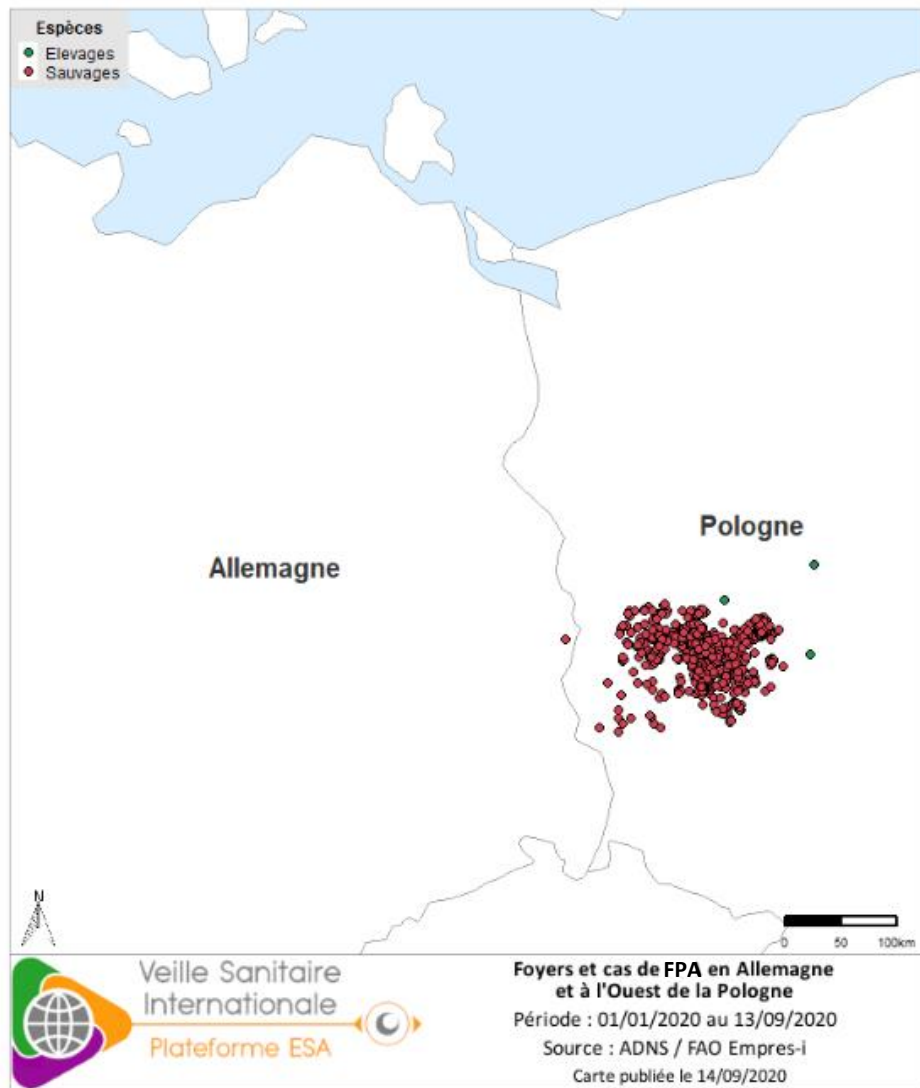 Espèces
Elevages
Sauvages
Pologne
Allemagne
N
0 50 100km
Veille Sanitaire
Internationale
Plateforme ESA
Foyers et cas de FPA en Allemagne
et à l'Ouest de la Pologne
Période : 01/01/2020 au 13/09/2020
Source : ADNS / FAO Empres-i
Carte publiée le 14/09/2020